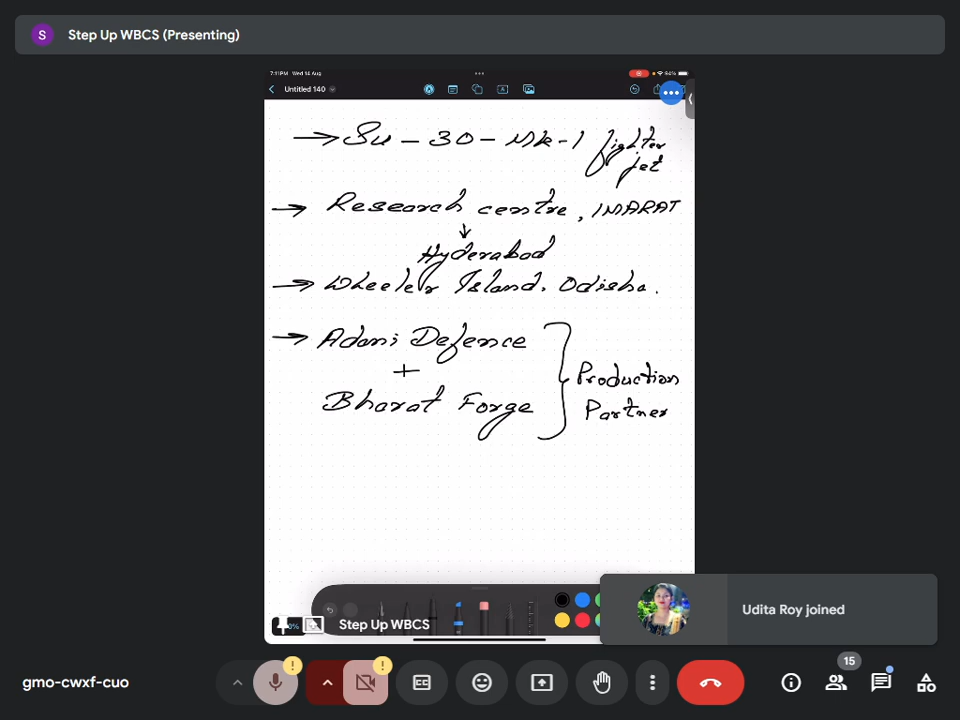 S Step Up WBCS (Presenting)
7:11PM Wed 14 Aug
94%
Untitled 140
→ Su - 30 - Mk-1 fighter jet
→ Research centre, IMARAT
↓
Hyderabad
→ Wheeler Island. Odisha.
→ Adani Defence
+
Bharat Forge
} Production
Partner
Step Up WBCS
Udita Roy joined
gmo-cwxf-cuo
15